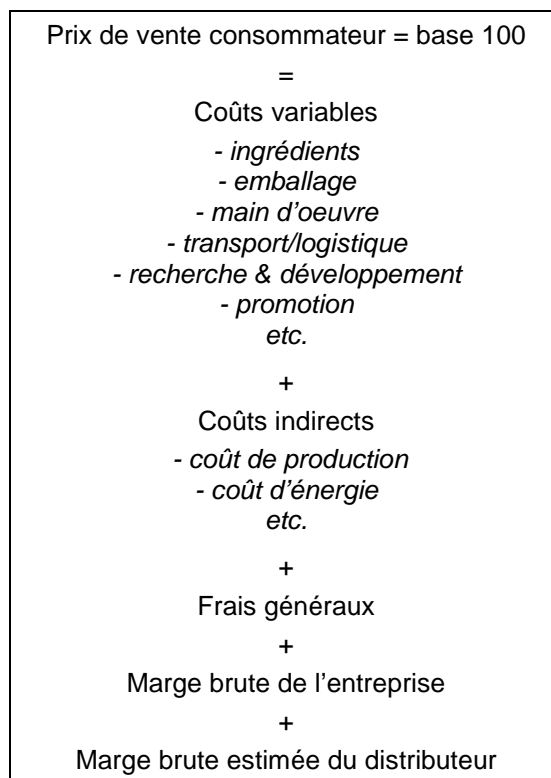 Prix de vente consommateur = base 100
=
Coûts variables
- ingrédients
- emballage
- main d'oeuvre
- transport/logistique
- recherche & développement
- promotion
etc.
+
Coûts indirects
- coût de production
- coût d'énergie
etc.
+
Frais généraux
+
Marge brute de l'entreprise
+
Marge brute estimée du distributeur